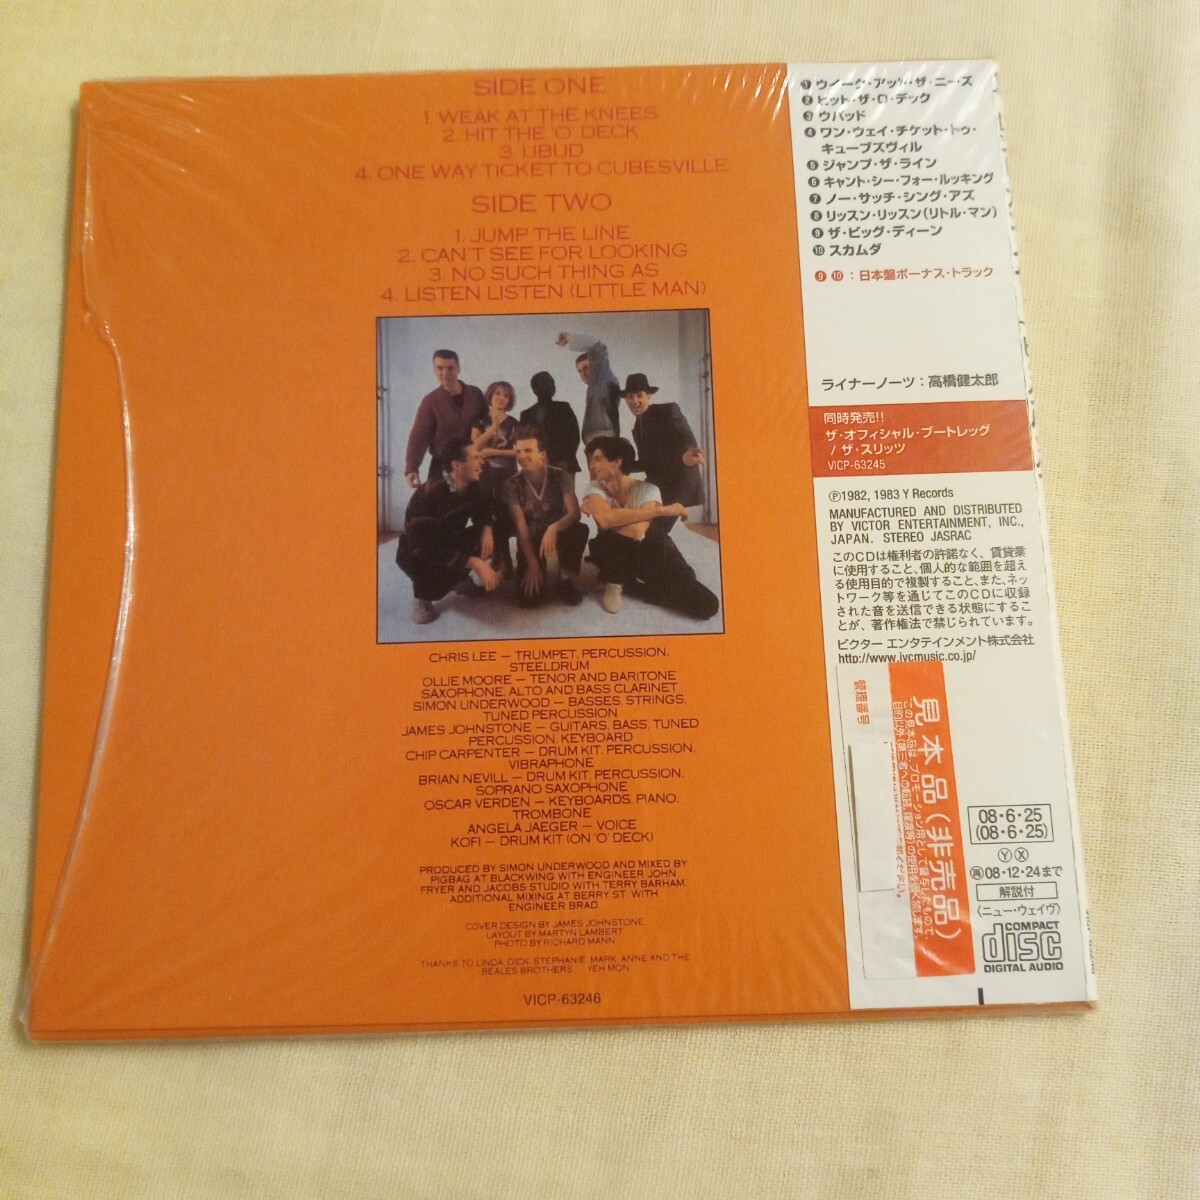 SIDE ONE
1. WEAK AT THE KNEES
2. HIT THE 'O' DECK
3. UBUD
4. ONE WAY TICKET TO CUBESVILLE
SIDE TWO
1. JUMP THE LINE
2. CAN'T SEE FOR LOOKING
3. NO SUCH THING AS
4. LISTEN LISTEN (LITTLE MAN)
CHRIS LEE — TRUMPET, PERCUSSION,
STEELDRUM
OLLIE MOORE — TENOR AND BARITONE
SAXOPHONE, ALTO AND BASS CLARINET
SIMON UNDERWOOD — BASSES, STRINGS,
TUNED PERCUSSION
JAMES JOHNSTONE — GUITARS, BASS, TUNED
PERCUSSION, KEYBOARD
CHIP CARPENTER — DRUM KIT, PERCUSSION,
VIBRAPHONE
BRIAN NEVILL — DRUM KIT, PERCUSSION,
SOPRANO SAXOPHONE
OSCAR VERDEN — KEYBOARDS, PIANO,
TROMBONE
ANGELA JAEGER — VOICE
KOFI — DRUM KIT (ON 'O' DECK)
PRODUCED BY SIMON UNDERWOOD AND MIXED BY
PIGBAG AT BLACKWING WITH ENGINEER JOHN
FRYER AND JACOBS STUDIO WITH TERRY BARHAM.
ADDITIONAL MIXING AT BERRY ST. WITH
ENGINEER BRAD
COVER DESIGN BY JAMES JOHNSTONE
LAYOUT BY MARTYN LAMBERT
PHOTO BY RICHARD MANN
THANKS TO LINDA, DICK, STEPHANIE, MARK, ANNE AND THE
BEALES BROTHERS YEH MON
VICP-63246
❶ ウイーク・アット・ザ・ニーズ
❷ ヒット・ザ・O・デック
❸ ウバッド
❹ ワン・ウェイ・チケット・トゥ・
キューブズヴィル
❺ ジャンプ・ザ・ライン
❻ キャント・シー・フォー・ルッキング
❼ ノー・サッチ・シング・アズ
❽ リッスン・リッスン(リトル・マン)
❾ ザ・ビッグ・ディーン
❿ スカムダ
❾ ❿ : 日本盤ボーナス・トラック
ライナーノーツ：高橋健太郎
同時発売!!
ザ・オフィシャル・ブートレッグ
/ ザ・スリッツ
VICP-63245
Ⓟ1982, 1983 Y Records
MANUFACTURED AND DISTRIBUTED
BY VICTOR ENTERTAINMENT, INC.,
JAPAN. STEREO JASRAC
このCDは権利者の許諾なく、賃貸業
に使用すること、個人的な範囲を超え
る使用目的で複製すること、また、ネッ
トワーク等を通じてこのCDに収録
された音を送信できる状態にするこ
とが、著作権法で禁じられています。
ビクター エンタテインメント株式会社
http://www.jvcmusic.co.jp/
管理番号
見本品(非売品)
08・6・25
(08・6・25)
Ⓨ Ⓧ
㊢08・12・24まで
解説付
〈ニュー・ウェイヴ〉
COMPACT
disc
DIGITAL AUDIO